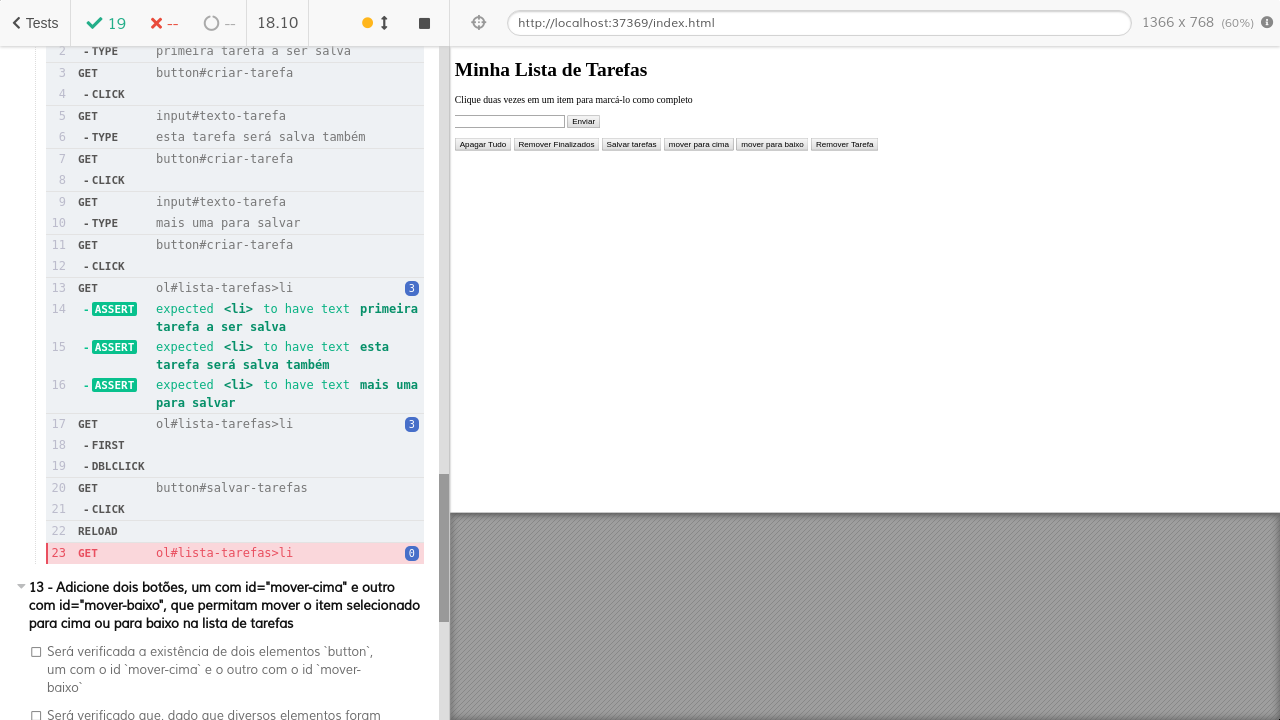 Tests 19 -- -- 18.10 http://localhost:37369/index.html 1366 x 768 (60%)
2 - TYPE primeira tarefa a ser salva
3 GET button#criar-tarefa
4 - CLICK
5 GET input#texto-tarefa
6 - TYPE esta tarefa será salva também
7 GET button#criar-tarefa
8 - CLICK
9 GET input#texto-tarefa
10 - TYPE mais uma para salvar
11 GET button#criar-tarefa
12 - CLICK
13 GET ol#lista-tarefas>li 3
14 - ASSERT expected <li> to have text primeira
tarefa a ser salva
15 - ASSERT expected <li> to have text esta
tarefa será salva também
16 - ASSERT expected <li> to have text mais uma
para salvar
17 GET ol#lista-tarefas>li 3
18 - FIRST
19 - DBLCLICK
20 GET button#salvar-tarefas
21 - CLICK
22 RELOAD
23 GET ol#lista-tarefas>li 0
13 - Adicione dois botões, um com id="mover-cima" e outro
com id="mover-baixo", que permitam mover o item selecionado
para cima ou para baixo na lista de tarefas
Será verificada a existência de dois elementos `button`,
um com o id `mover-cima` e o outro com o id `mover-
baixo`
Será verificado que, dado que diversos elementos foram
Minha Lista de Tarefas
Clique duas vezes em um item para marcá-lo como completo
Enviar
Apagar Tudo Remover Finalizados Salvar tarefas mover para cima mover para baixo Remover Tarefa